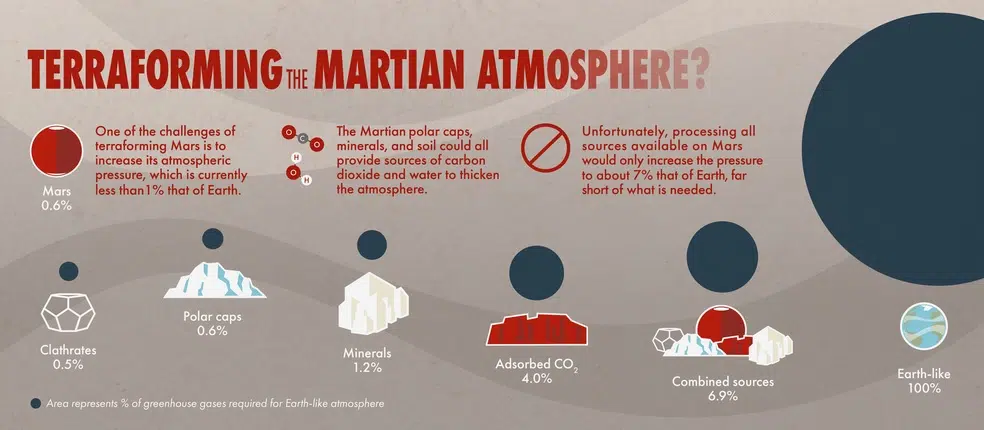 TERRAFORMING THE MARTIAN ATMOSPHERE?
One of the challenges of
terraforming Mars is to
increase its atmospheric
pressure, which is currently
less than1% that of Earth.
Mars
0.6%
O C O
H
O
H
The Martian polar caps,
minerals, and soil could all
provide sources of carbon
dioxide and water to thicken
the atmosphere.
Unfortunately, processing all
sources available on Mars
would only increase the pressure
to about 7% that of Earth, far
short of what is needed.
Clathrates
0.5%
Polar caps
0.6%
Minerals
1.2%
Adsorbed CO₂
4.0%
Combined sources
6.9%
Earth-like
100%
Area represents % of greenhouse gases required for Earth-like atmosphere